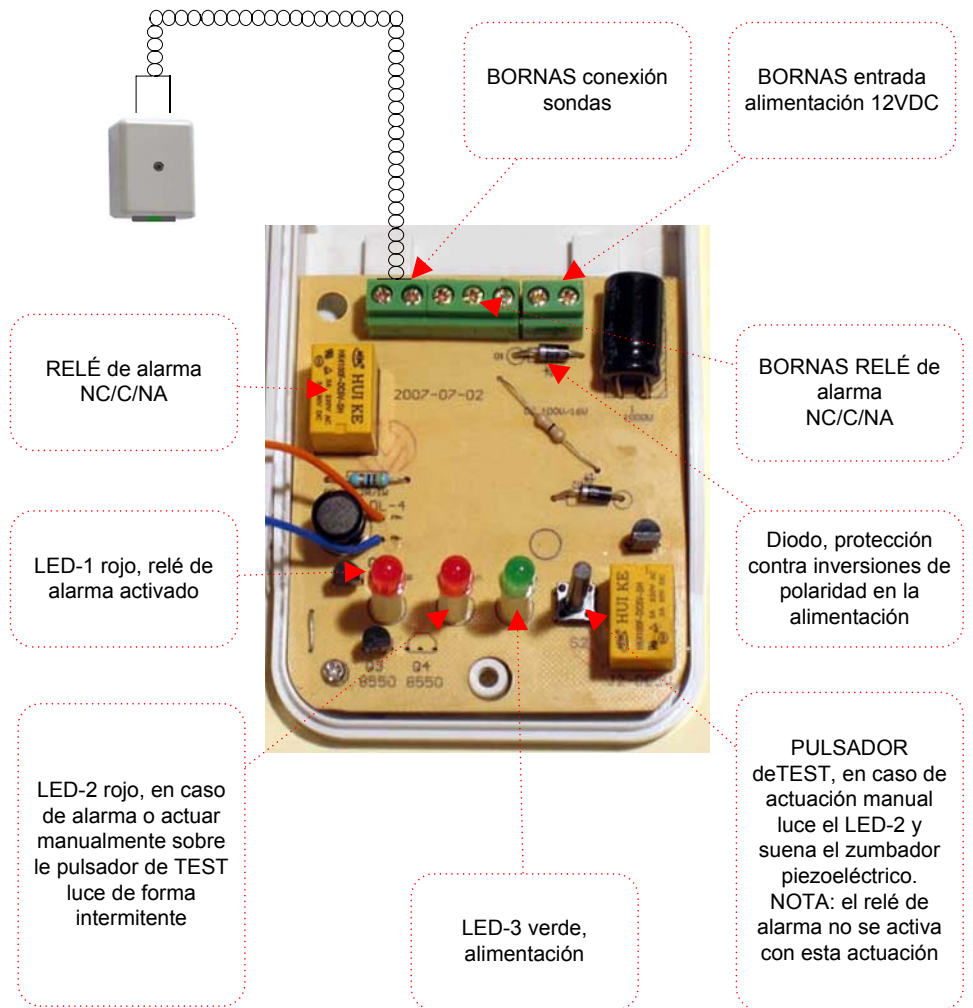 BORNAS conexión
sondas
BORNAS entrada
alimentación 12VDC
RELÉ de alarma
NC/C/NA
BORNAS RELÉ de
alarma
NC/C/NA
2007-07-02
HUI KE
LED-1 rojo, relé de
alarma activado
Diodo, protección
contra inversiones de
polaridad en la
alimentación
HUI KE
S2
Q3
Q4
8550
8550
LED-2 rojo, en caso
de alarma o actuar
manualmente sobre
le pulsador de TEST
luce de forma
intermitente
LED-3 verde,
alimentación
PULSADOR
deTEST, en caso de
actuación manual
luce el LED-2 y
suena el zumbador
piezoeléctrico.
NOTA: el relé de
alarma no se activa
con esta actuación